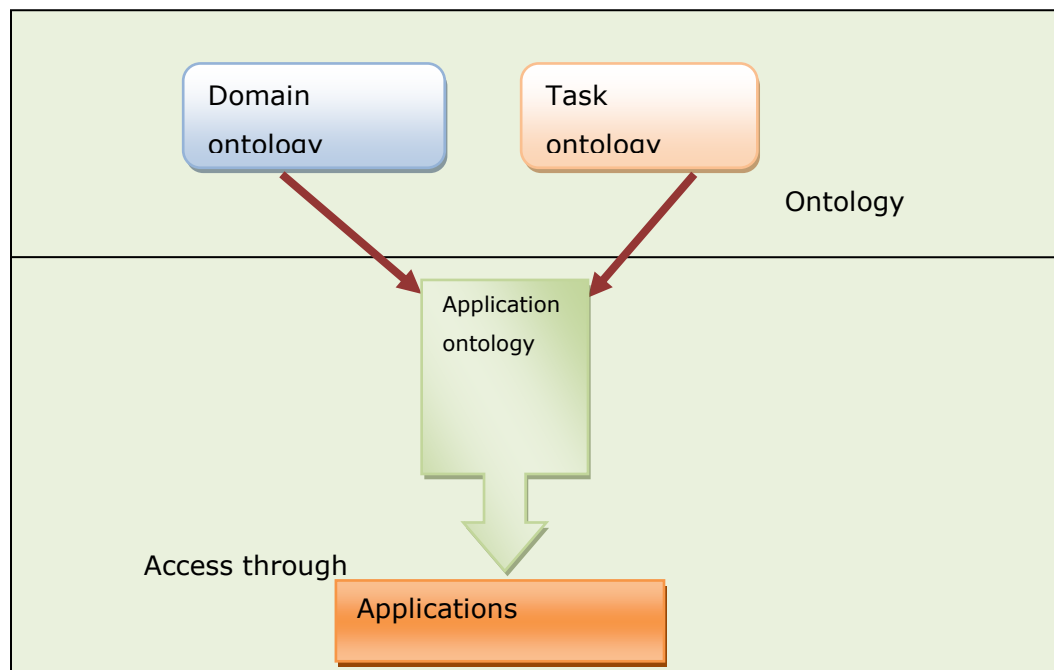 Domain
ontology
Task
ontology
Ontology
Application
ontology
Access through
Applications